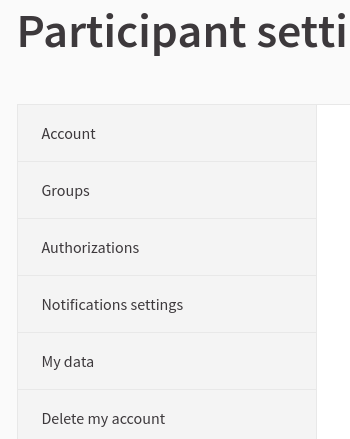 Participant setti
Account
Groups
Authorizations
Notifications settings
My data
Delete my account